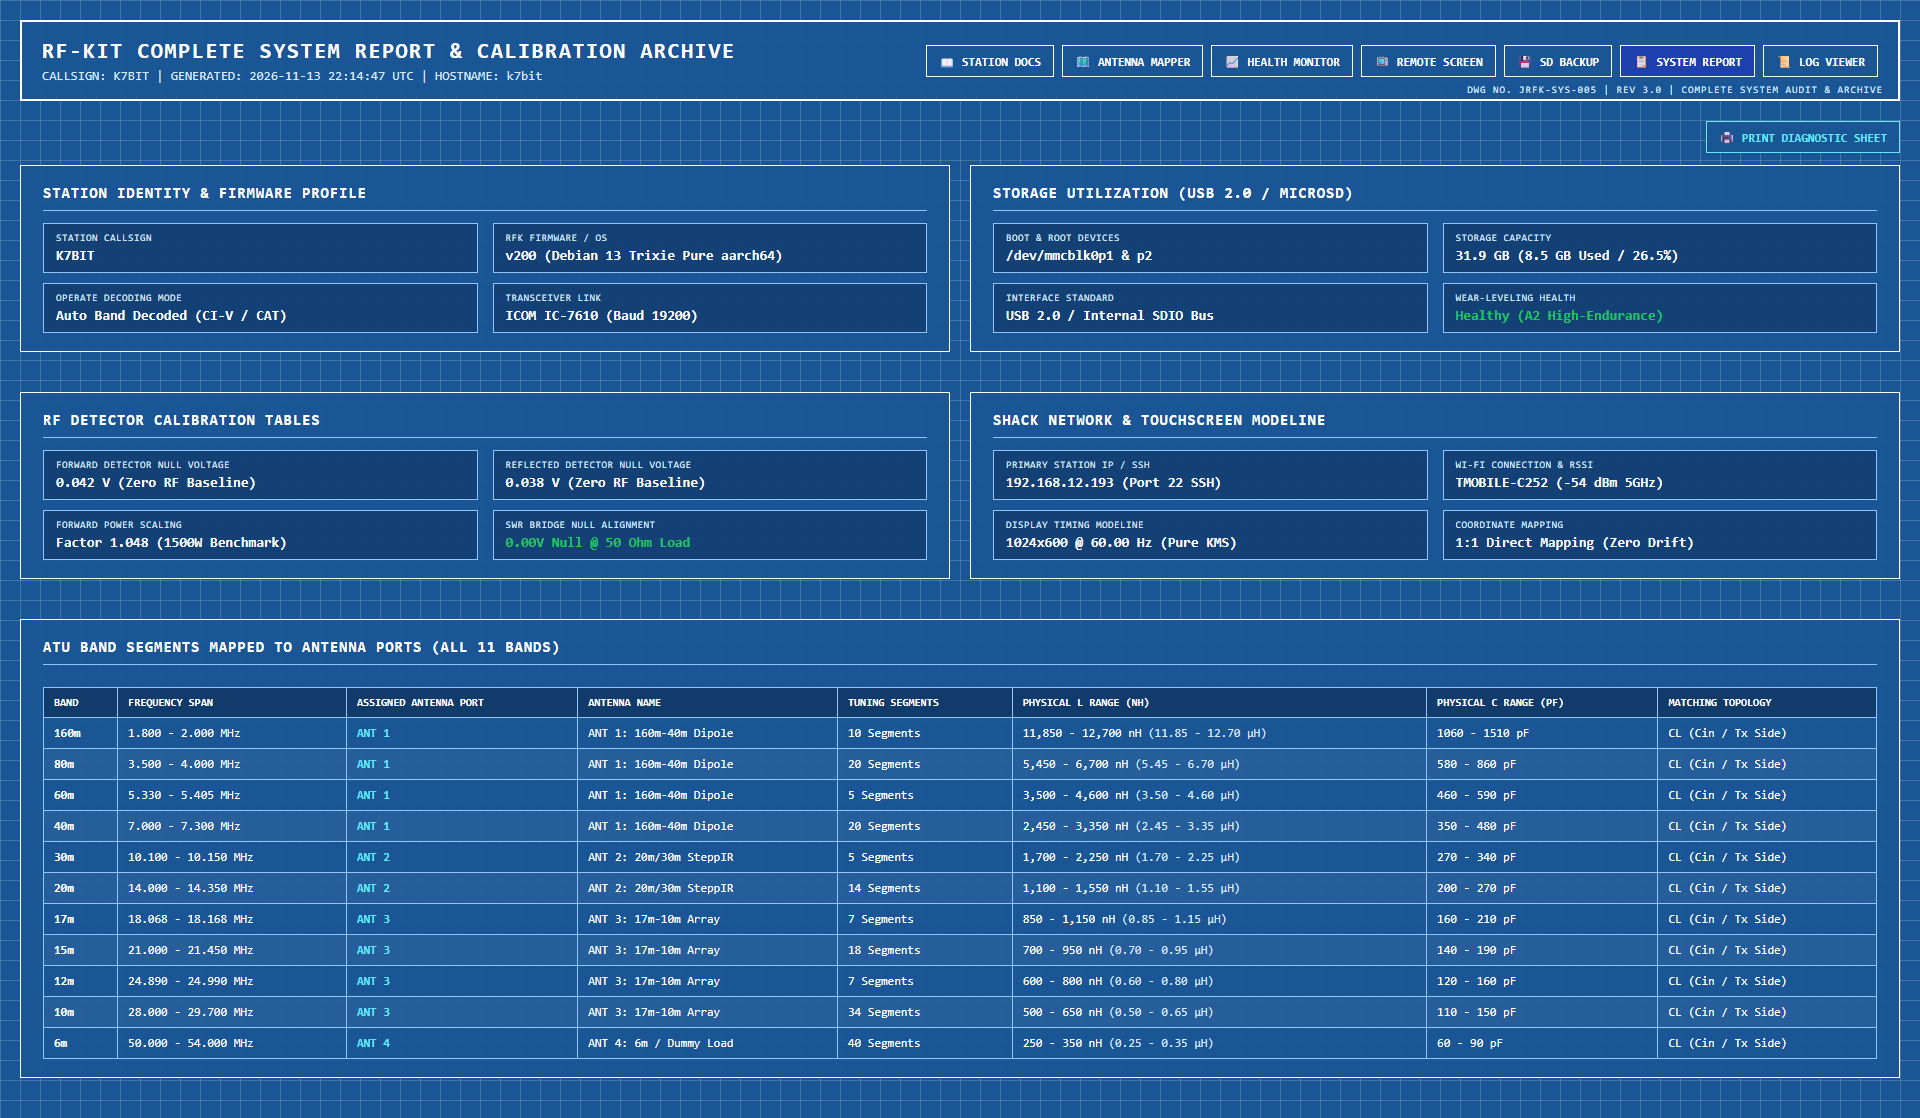 RF-KIT COMPLETE SYSTEM REPORT & CALIBRATION ARCHIVE
CALLSIGN: K7BIT | GENERATED: 2026-11-13 22:14:47 UTC | HOSTNAME: k7bit
STATION DOCS
ANTENNA MAPPER
HEALTH MONITOR
REMOTE SCREEN
SD BACKUP
SYSTEM REPORT
LOG VIEWER
DWG NO. JRFK-SYS-005 | REV 3.0 | COMPLETE SYSTEM AUDIT & ARCHIVE
PRINT DIAGNOSTIC SHEET
STATION IDENTITY & FIRMWARE PROFILE
STATION CALLSIGN
K7BIT
RFK FIRMWARE / OS
v200 (Debian 13 Trixie Pure aarch64)
OPERATE DECODING MODE
Auto Band Decoded (CI-V / CAT)
TRANSCEIVER LINK
ICOM IC-7610 (Baud 19200)
STORAGE UTILIZATION (USB 2.0 / MICROSD)
BOOT & ROOT DEVICES
/dev/mmcblk0p1 & p2
STORAGE CAPACITY
31.9 GB (8.5 GB Used / 26.5%)
INTERFACE STANDARD
USB 2.0 / Internal SDIO Bus
WEAR-LEVELING HEALTH
Healthy (A2 High-Endurance)
RF DETECTOR CALIBRATION TABLES
FORWARD DETECTOR NULL VOLTAGE
0.042 V (Zero RF Baseline)
REFLECTED DETECTOR NULL VOLTAGE
0.038 V (Zero RF Baseline)
FORWARD POWER SCALING
Factor 1.048 (1500W Benchmark)
SWR BRIDGE NULL ALIGNMENT
0.00V Null @ 50 Ohm Load
SHACK NETWORK & TOUCHSCREEN MODELINE
PRIMARY STATION IP / SSH
192.168.12.193 (Port 22 SSH)
WI-FI CONNECTION & RSSI
TMOBILE-C252 (-54 dBm 5GHz)
DISPLAY TIMING MODELINE
1024x600 @ 60.00 Hz (Pure KMS)
COORDINATE MAPPING
1:1 Direct Mapping (Zero Drift)
ATU BAND SEGMENTS MAPPED TO ANTENNA PORTS (ALL 11 BANDS)
BAND FREQUENCY SPAN ASSIGNED ANTENNA PORT ANTENNA NAME TUNING SEGMENTS PHYSICAL L RANGE (NH) PHYSICAL C RANGE (PF) MATCHING TOPOLOGY
160m 1.800 - 2.000 MHz ANT 1 ANT 1: 160m-40m Dipole 10 Segments 11,850 - 12,700 nH (11.85 - 12.70 µH) 1060 - 1510 pF CL (Cin / Tx Side)
80m 3.500 - 4.000 MHz ANT 1 ANT 1: 160m-40m Dipole 20 Segments 5,450 - 6,700 nH (5.45 - 6.70 µH) 580 - 860 pF CL (Cin / Tx Side)
60m 5.330 - 5.405 MHz ANT 1 ANT 1: 160m-40m Dipole 5 Segments 3,500 - 4,600 nH (3.50 - 4.60 µH) 460 - 590 pF CL (Cin / Tx Side)
40m 7.000 - 7.300 MHz ANT 1 ANT 1: 160m-40m Dipole 20 Segments 2,450 - 3,350 nH (2.45 - 3.35 µH) 350 - 480 pF CL (Cin / Tx Side)
30m 10.100 - 10.150 MHz ANT 2 ANT 2: 20m/30m SteppIR 5 Segments 1,700 - 2,250 nH (1.70 - 2.25 µH) 270 - 340 pF CL (Cin / Tx Side)
20m 14.000 - 14.350 MHz ANT 2 ANT 2: 20m/30m SteppIR 14 Segments 1,100 - 1,550 nH (1.10 - 1.55 µH) 200 - 270 pF CL (Cin / Tx Side)
17m 18.068 - 18.168 MHz ANT 3 ANT 3: 17m-10m Array 7 Segments 850 - 1,150 nH (0.85 - 1.15 µH) 160 - 210 pF CL (Cin / Tx Side)
15m 21.000 - 21.450 MHz ANT 3 ANT 3: 17m-10m Array 18 Segments 700 - 950 nH (0.70 - 0.95 µH) 140 - 190 pF CL (Cin / Tx Side)
12m 24.890 - 24.990 MHz ANT 3 ANT 3: 17m-10m Array 7 Segments 600 - 800 nH (0.60 - 0.80 µH) 120 - 160 pF CL (Cin / Tx Side)
10m 28.000 - 29.700 MHz ANT 3 ANT 3: 17m-10m Array 34 Segments 500 - 650 nH (0.50 - 0.65 µH) 110 - 150 pF CL (Cin / Tx Side)
6m 50.000 - 54.000 MHz ANT 4 ANT 4: 6m / Dummy Load 40 Segments 250 - 350 nH (0.25 - 0.35 µH) 60 - 90 pF CL (Cin / Tx Side)